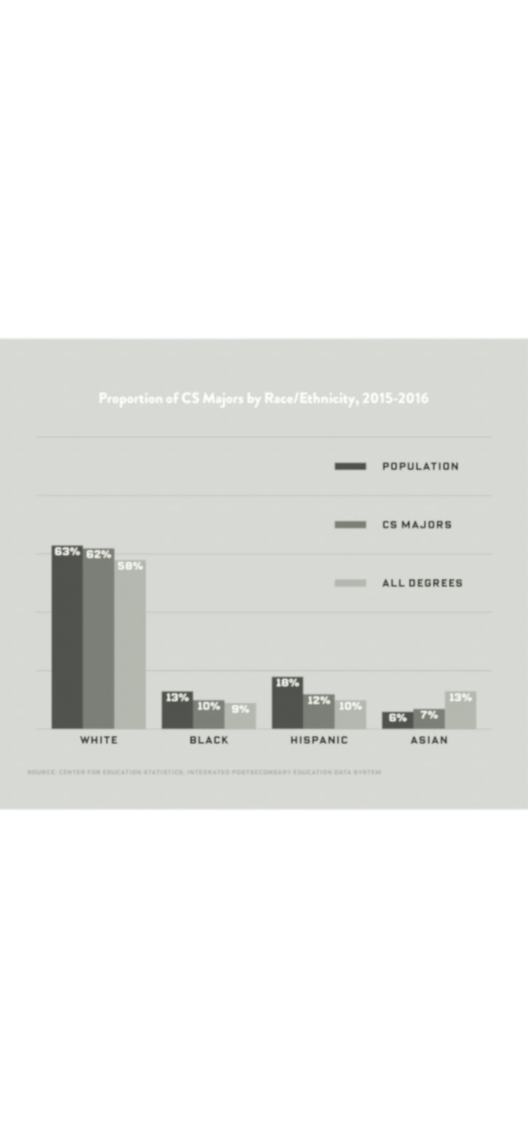 Proportion of CS Majors by Race/Ethnicity, 2015-2016
POPULATION
CS MAJORS
ALL DEGREES
63% 62% 58%
13% 10% 9%
18% 12% 10%
6% 7% 13%
WHITE BLACK HISPANIC ASIAN
SOURCE: CENTER FOR EDUCATION STATISTICS, INTEGRATED POSTSECONDARY EDUCATION DATA SYSTEM